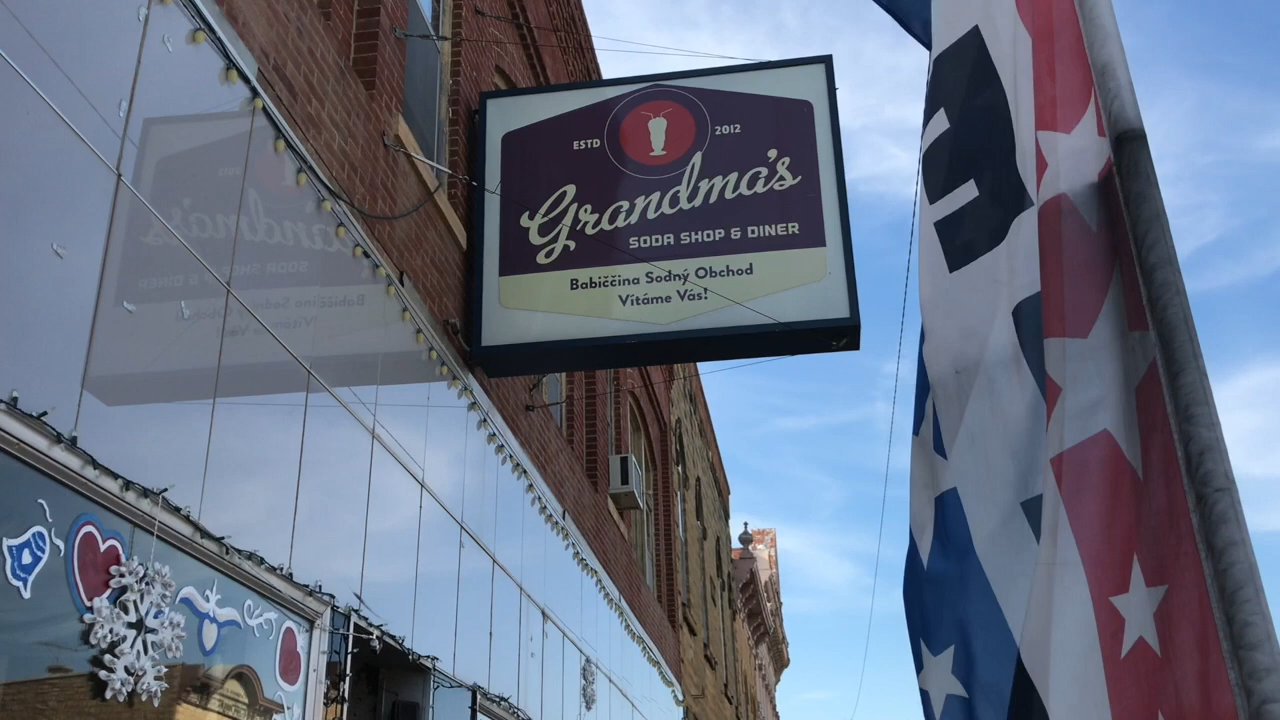 ESTD 2012
Grandma's
SODA SHOP & DINER
Babiččina Sodný Obchod
Vítáme Vás!